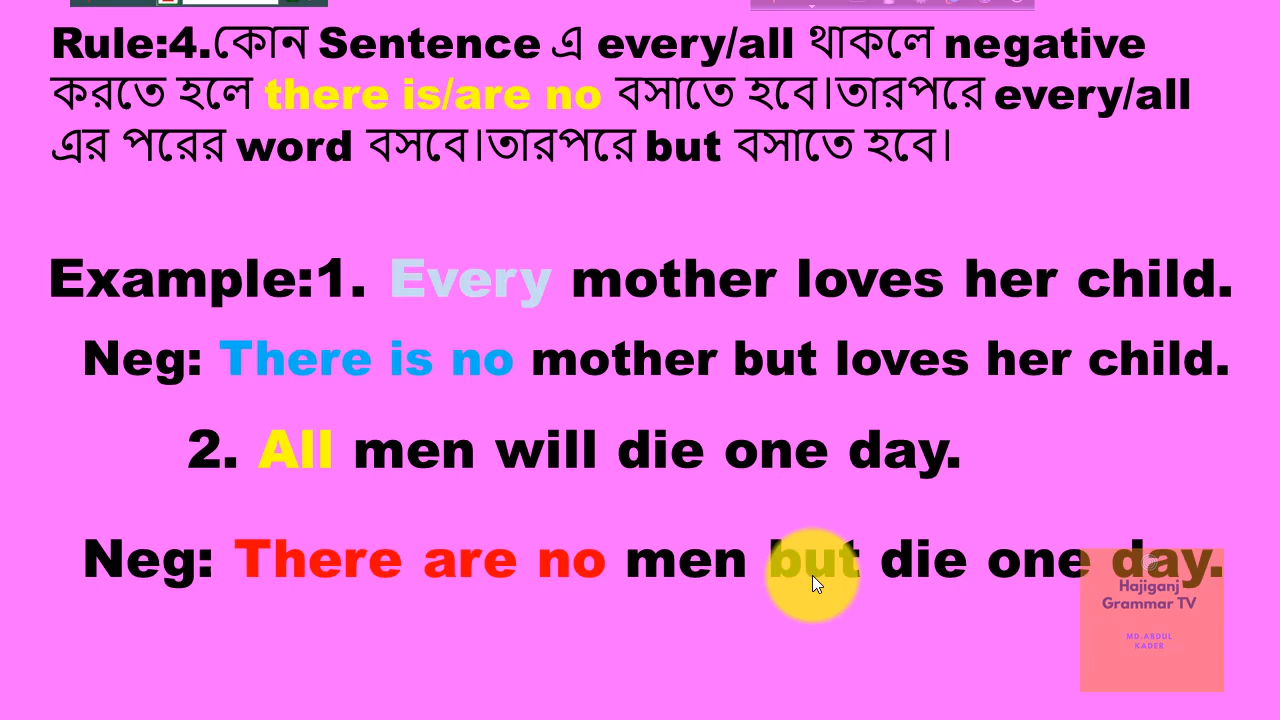 Rule:4.কোন Sentence এ every/all থাকলে negative
করতে হলে there is/are no বসাতে হবে।তারপরে every/all
এর পরের word বসবে।তারপরে but বসাতে হবে।
Example:1. Every mother loves her child.
Neg: There is no mother but loves her child.
2. All men will die one day.
Neg: There are no men but die one day.
Hajiganj
Grammar TV
MD.ABDUL
KADER